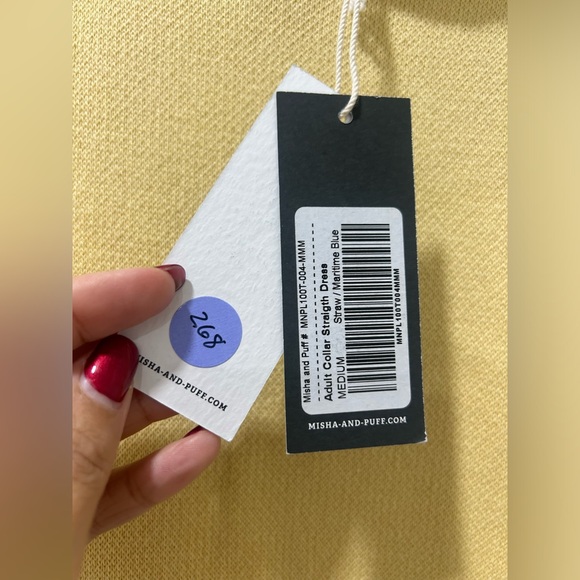 268
MISHA-AND-PUFF.COM
Misha and Puff # MNPL100T-004-MMM
Adult Collar Straigth Dress
MEDIUM Straw / Maritime Blue
MNPL100T004MMM
MISHA-AND-PUFF.COM